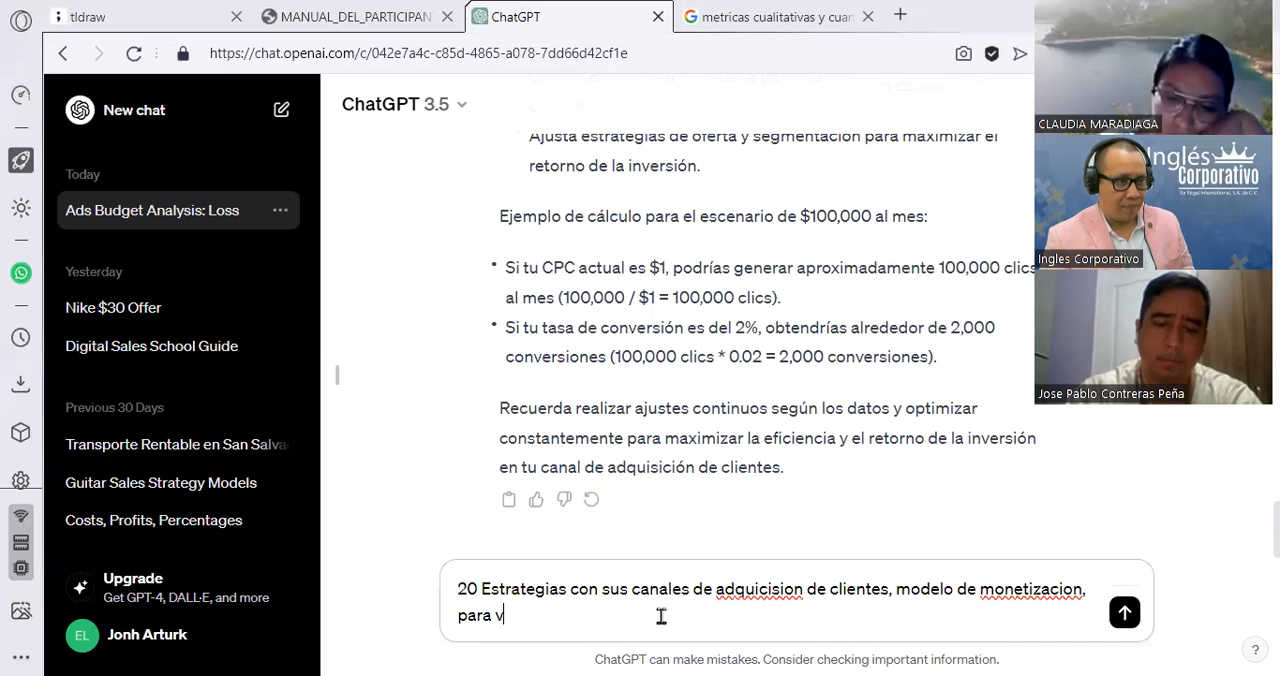 tldraw
MANUAL_DEL_PARTICIPAN
ChatGPT
metricas cualitativas y cuan
https://chat.openai.com/c/042e7a4c-c85d-4865-a078-7dd66d42cf1e
New chat
Today
Ads Budget Analysis: Loss
Yesterday
Nike $30 Offer
Digital Sales School Guide
Previous 30 Days
Transporte Rentable en San Salva
Guitar Sales Strategy Models
Costs, Profits, Percentages
Upgrade
Get GPT-4, DALL·E, and more
EL
Jonh Arturk
ChatGPT 3.5
Ajusta estrategias de oferta y segmentación para maximizar el
retorno de la inversión.
Ejemplo de cálculo para el escenario de $100,000 al mes:
• Si tu CPC actual es $1, podrías generar aproximadamente 100,000 clics
al mes (100,000 / $1 = 100,000 clics).
• Si tu tasa de conversión es del 2%, obtendrías alrededor de 2,000
conversiones (100,000 clics * 0.02 = 2,000 conversiones).
Recuerda realizar ajustes continuos según los datos y optimizar
constantemente para maximizar la eficiencia y el retorno de la inversión
en tu canal de adquisición de clientes.
20 Estrategias con sus canales de adquicision de clientes, modelo de monetizacion,
para v
ChatGPT can make mistakes. Consider checking important information.
?
CLAUDIA MARADIAGA
Inglés
Corporativo
By Regal International, S.A. de C.V.
Ingles Corporativo
Jose Pablo Contreras Peña